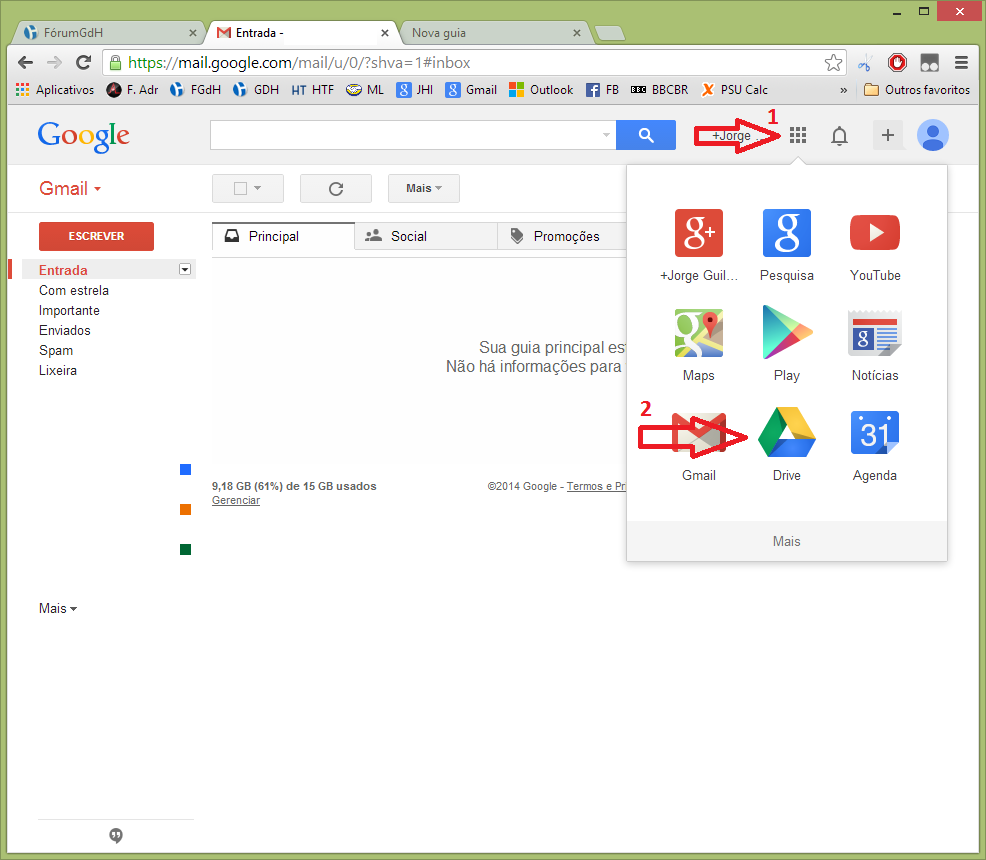 FórumGdH
Entrada -
Nova guia
https://mail.google.com/mail/u/0/?shva=1#inbox
Aplicativos F. Adr FGdH GDH HT HTF ML JHI Gmail Outlook FB BBC BBCBR PSU Calc » Outros favoritos
Google
+Jorge ...
1
Gmail
Mais
ESCREVER
Principal
Social
Promoções
Entrada
Com estrela
Importante
Enviados
Spam
Lixeira
Sua guia principal es
Não há informações para
9,18 GB (61%) de 15 GB usados
Gerenciar
©2014 Google - Termos e Pr
Mais
g+
g
+Jorge Guil...
Pesquisa
YouTube
g
g
Maps
Play
Notícias
2
31
Gmail
Drive
Agenda
Mais